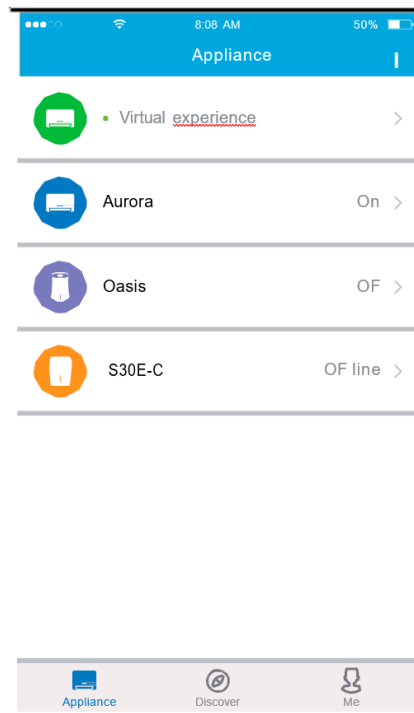 8:08 AM 50%
Appliance
• Virtual experience
Aurora On
Oasis OF
S30E-C OF line
Appliance Discover Me